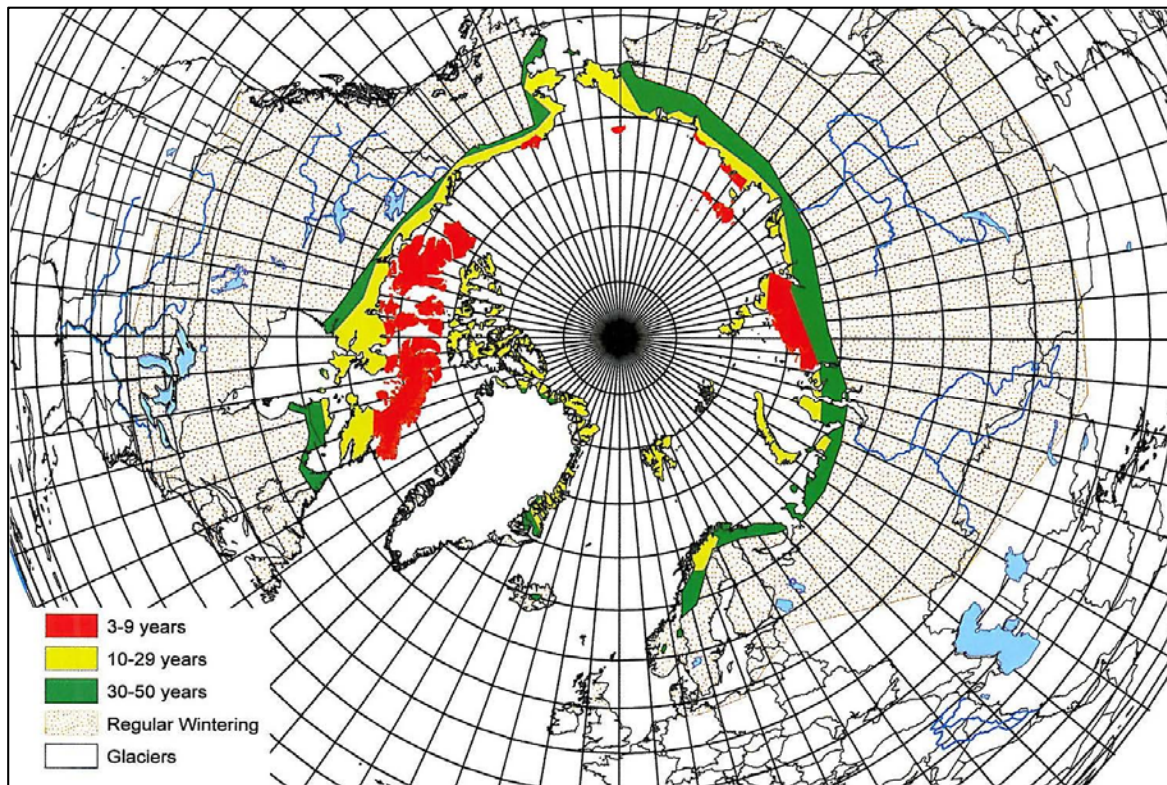 3-9 years
10-29 years
30-50 years
Regular Wintering
Glaciers